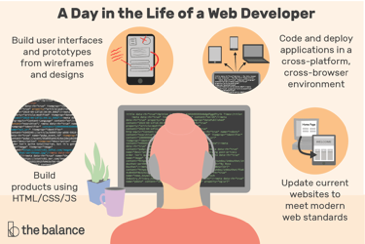 A Day in the Life of a Web Developer
Build user interfaces
and prototypes
from wireframes
and designs
Code and deploy
applications in a
cross-platform,
cross-browser
environment
Build
products using
HTML/CSS/JS
Update current
websites to
meet modern
web standards
the balance